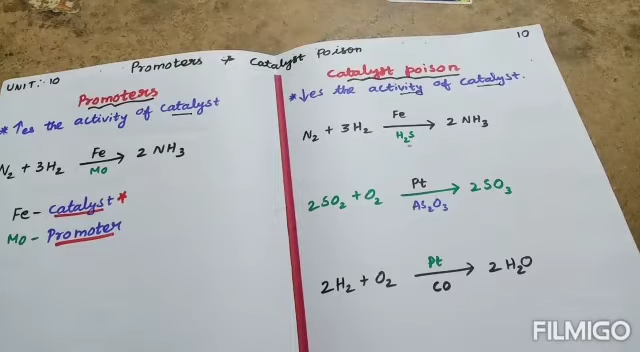 UNIT:- 10
Promoters & Catalyst Poison
10
Promoters
* ↑es the activity of catalyst
N₂ + 3H₂ Fe → Mo 2 NH₃
Fe - Catalyst *
Mo - Promoter
Catalyst poison
* ↓es the activity of catalyst.
N₂ + 3H₂ Fe → H₂S 2 NH₃
2SO₂ + O₂ Pt → As₂O₃ 2SO₃
2H₂ + O₂ Pt → CO 2H₂O
FILMIGO